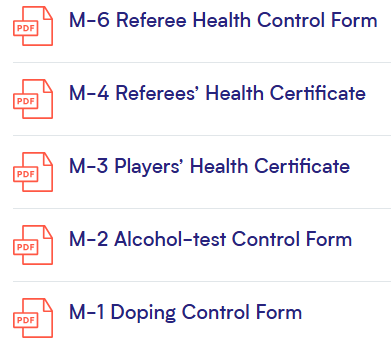 PDF M-6 Referee Health Control Form
PDF M-4 Referees’ Health Certificate
PDF M-3 Players’ Health Certificate
PDF M-2 Alcohol-test Control Form
PDF M-1 Doping Control Form